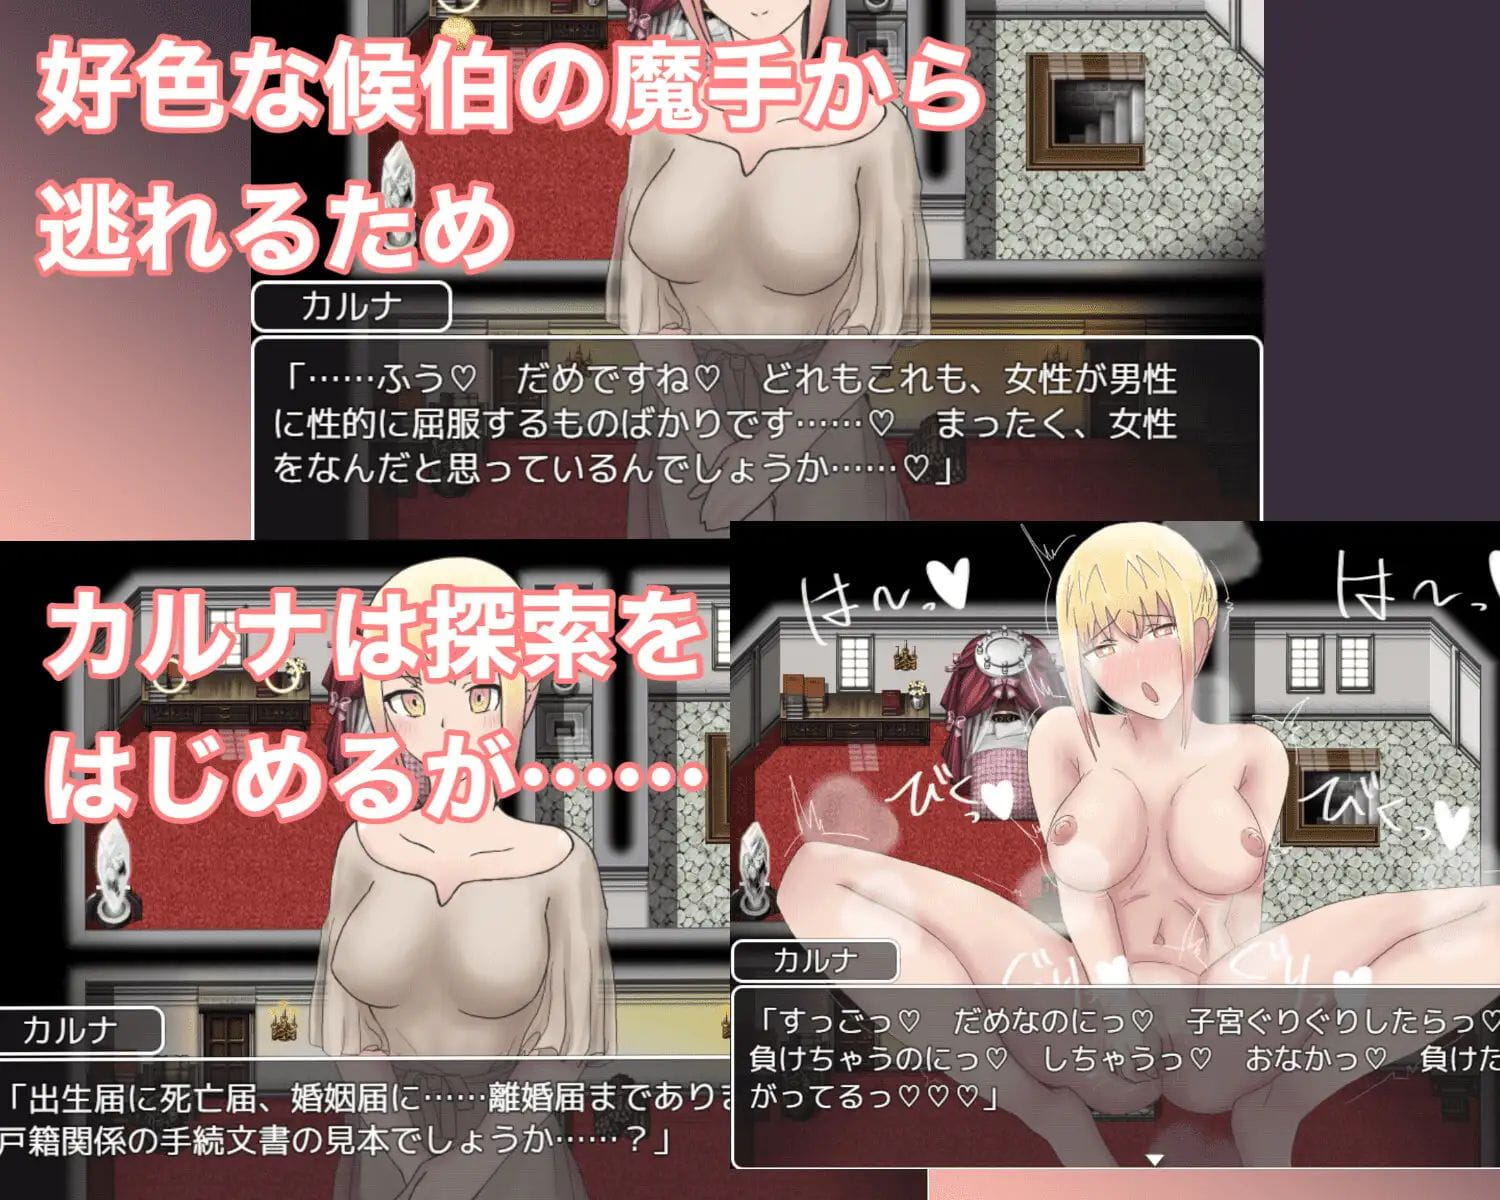 好色な候伯の魔手から
逃れるため
カルナ
「……ふう♡　だめですね♡　どれもこれも、女性が男性
に性的に屈服するものばかりです……♡　まったく、女性
をなんだと思っているんでしょうか……♡」
カルナは探索を
はじめるが……
カルナ
「出生届に死亡届、婚姻届に……離婚届まであり
戸籍関係の手続文書の見本でしょうか……？」
は～っ♥
は～っ
びくっ♥
びくっ♥
ぐりっ♥
ぐりっ♥
カルナ
「すっごっ♡　だめなのにっ♡　子宮ぐりぐりしたらっ♡
負けちゃうのにっ♡　しちゃうっ♡　おなかっ♡　負けた
がってるっ♡♡♡」